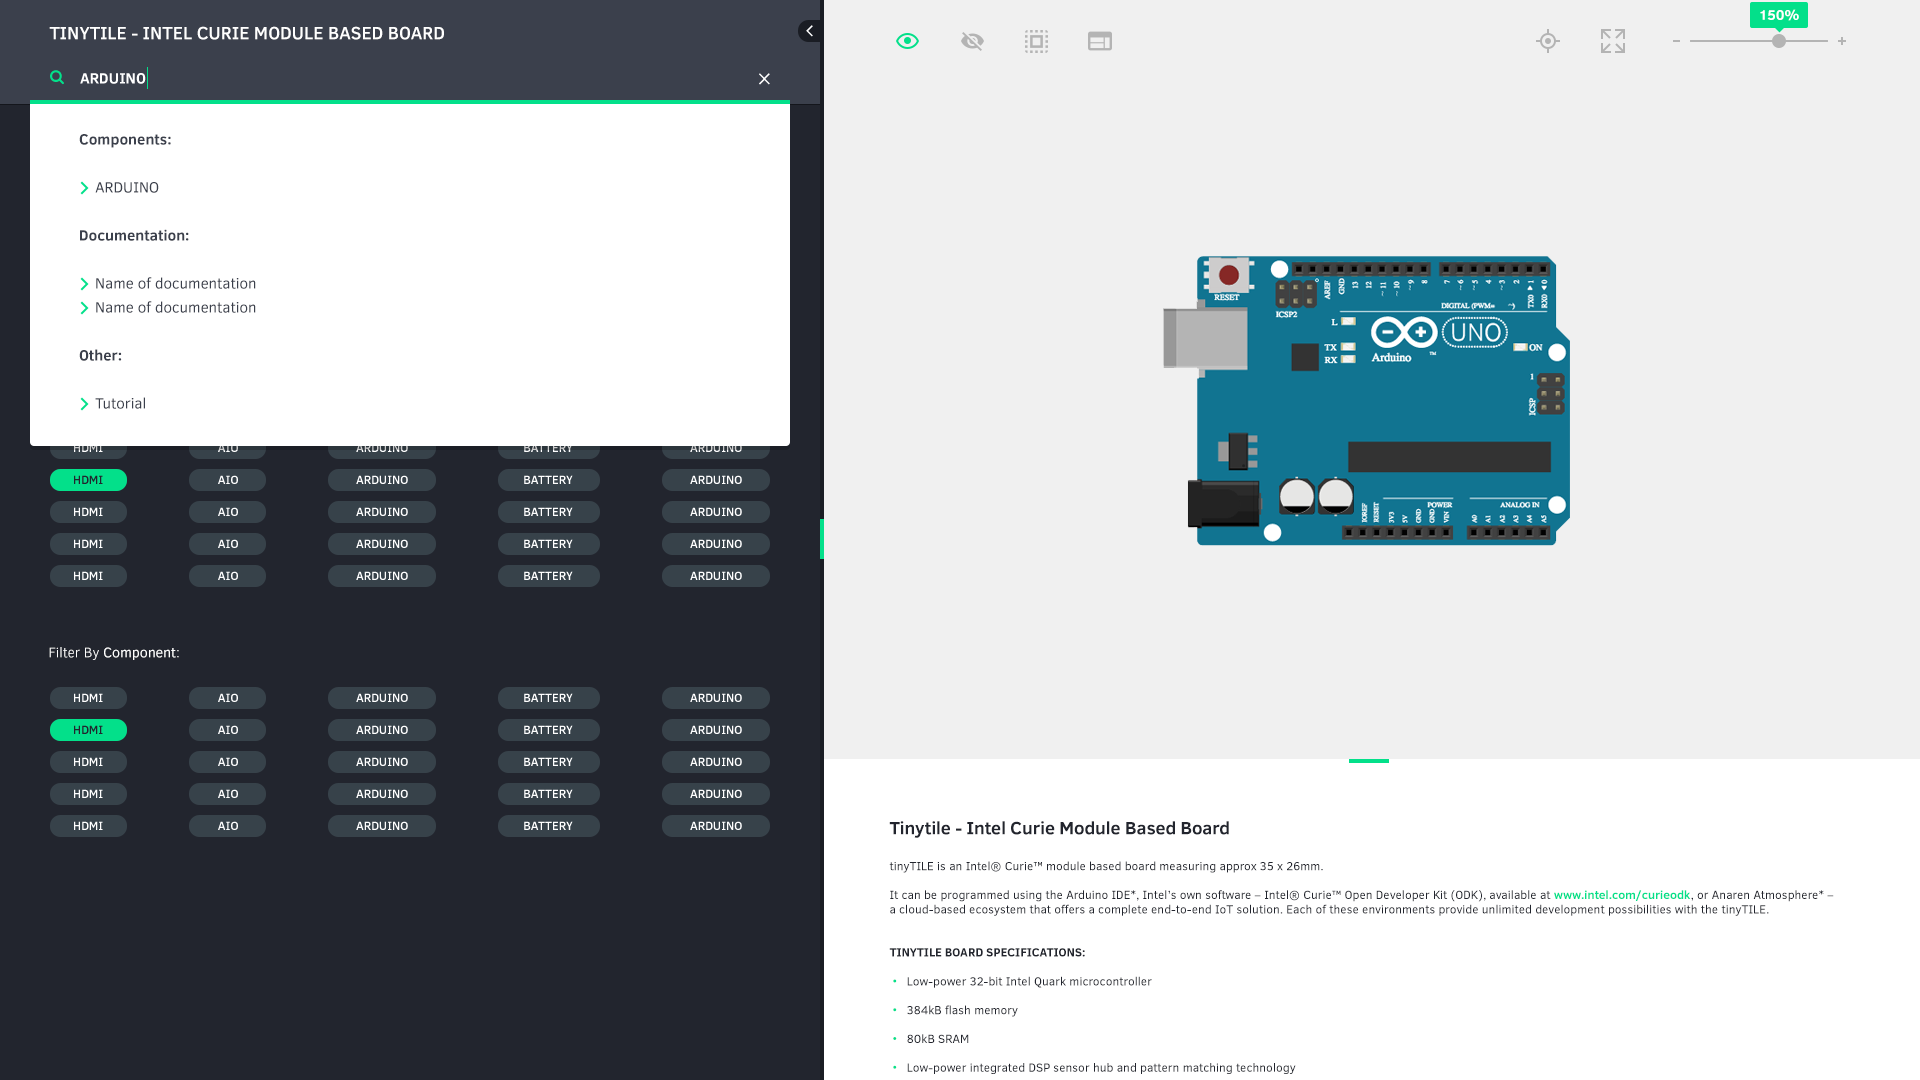 TINYTILE - INTEL CURIE MODULE BASED BOARD
ARDUINO
Components:
ARDUINO
Documentation:
Name of documentation
Name of documentation
Other:
Tutorial
HDMI AIO ARDUINO BATTERY ARDUINO
HDMI AIO ARDUINO BATTERY ARDUINO
HDMI AIO ARDUINO BATTERY ARDUINO
HDMI AIO ARDUINO BATTERY ARDUINO
HDMI AIO ARDUINO BATTERY ARDUINO
Filter By Component:
HDMI AIO ARDUINO BATTERY ARDUINO
HDMI AIO ARDUINO BATTERY ARDUINO
HDMI AIO ARDUINO BATTERY ARDUINO
HDMI AIO ARDUINO BATTERY ARDUINO
HDMI AIO ARDUINO BATTERY ARDUINO
150%
- +
RESET
ICSP2
AREF GND 13 12 ~11 ~10 ~9 8 7 ~6 ~5 4 ~3 2 TX0 1 RX0 0
DIGITAL (PWM= ~)
L
TX
RX
UNO
Arduino ™
ON
1
ICSP
POWER ANALOG IN
IOREF RESET 3V3 5V GND GND VIN A0 A1 A2 A3 A4 A5
Tinytile - Intel Curie Module Based Board
tinyTILE is an Intel® Curie™ module based board measuring approx 35 x 26mm.
It can be programmed using the Arduino IDE*, Intel's own software – Intel® Curie™ Open Developer Kit (ODK), available at www.intel.com/curieodk, or Anaren Atmosphere* –
a cloud-based ecosystem that offers a complete end-to-end IoT solution. Each of these environments provide unlimited development possibilities with the tinyTILE.
TINYTILE BOARD SPECIFICATIONS:
• Low-power 32-bit Intel Quark microcontroller
• 384kB flash memory
• 80kB SRAM
• Low-power integrated DSP sensor hub and pattern matching technology